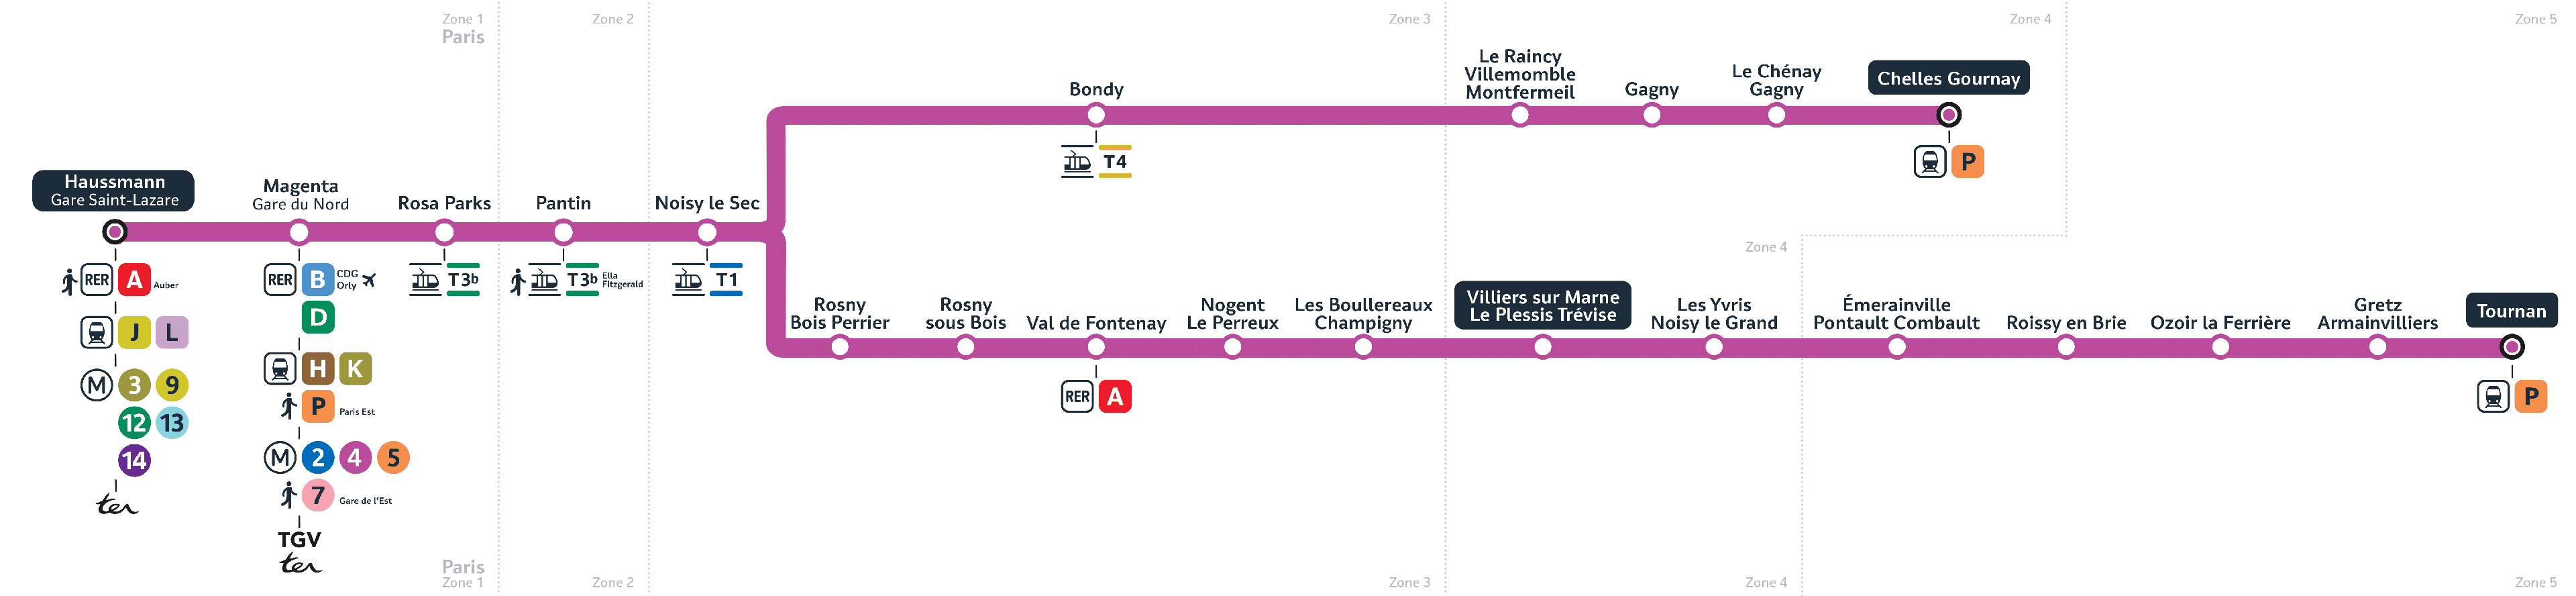 Zone 1
Paris
Zone 2
Zone 3
Zone 4
Zone 5
Le Raincy
Villemomble
Montfermeil
Bondy
Gagny
Le Chénay
Gagny
Chelles Gournay
T4
P
Haussmann
Gare Saint-Lazare
Magenta
Gare du Nord
Rosa Parks
Pantin
Noisy le Sec
Zone 4
RER A Auber
J L
M 3 9
12 13
14
ter
RER B CDG
Orly
D
H K
P Paris Est
M 2 4 5
7 Gare de l'Est
TGV
ter
T3b
T3b Ella
Fitzgerald
T1
Rosny
Bois Perrier
Rosny
sous Bois
Val de Fontenay
Nogent
Le Perreux
Les Boullereaux
Champigny
Villiers sur Marne
Le Plessis Trévise
Les Yvris
Noisy le Grand
Émerainville
Pontault Combault
Roissy en Brie
Ozoir la Ferrière
Gretz
Armainvilliers
Tournan
RER A
P
Paris
Zone 1
Zone 2
Zone 3
Zone 4
Zone 5